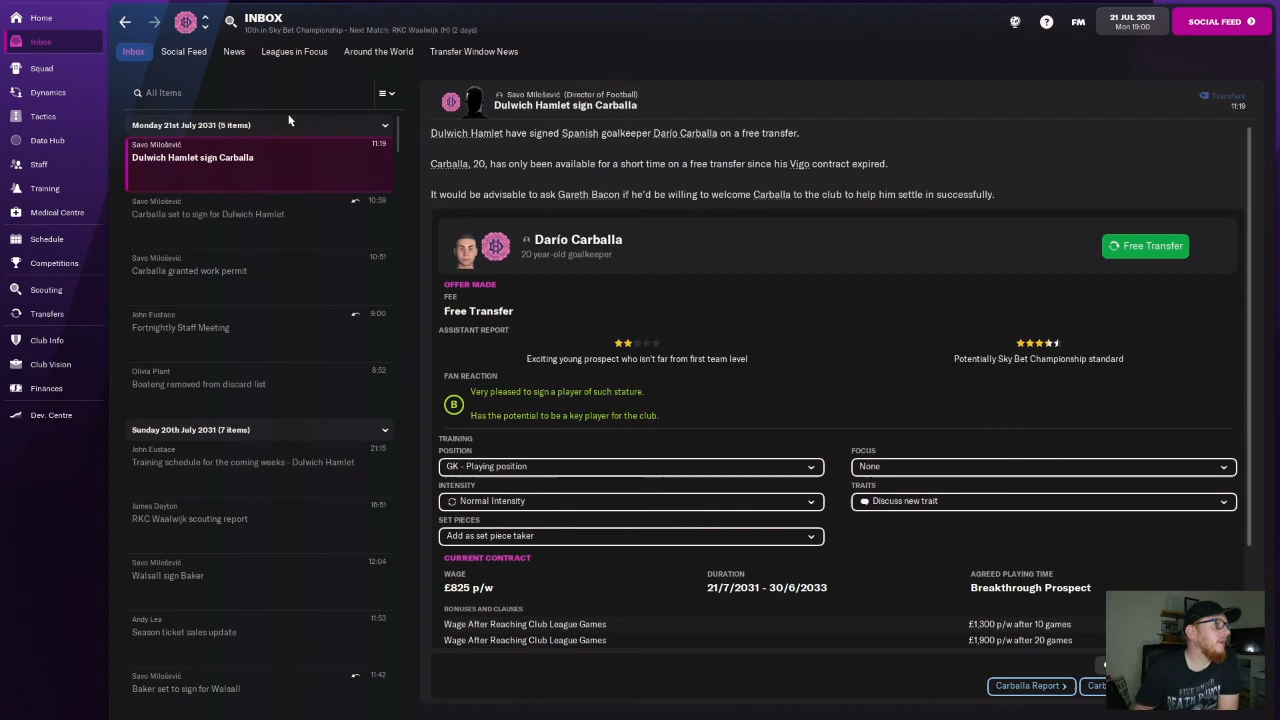 Home
Inbox
Squad
Dynamics
Tactics
Data Hub
Staff
Training
Medical Centre
Schedule
Competitions
Scouting
Transfers
Club Info
Club Vision
Finances
Dev. Centre
INBOX
10th in Sky Bet Championship - Next Match: RKC Waalwijk (H) (2 days)
FM
21 JUL 2031
Mon 19:00
SOCIAL FEED
Inbox
Social Feed
News
Leagues in Focus
Around the World
Transfer Window News
All Items
Monday 21st July 2031 (5 items)
Savo Milošević 11:19
Dulwich Hamlet sign Carballa
Savo Milošević 10:59
Carballa set to sign for Dulwich Hamlet
Savo Milošević 10:51
Carballa granted work permit
John Eustace 9:00
Fortnightly Staff Meeting
Olivia Plant 8:52
Boateng removed from discard list
Sunday 20th July 2031 (7 items)
John Eustace 21:15
Training schedule for the coming weeks - Dulwich Hamlet
James Dayton 16:51
RKC Waalwijk scouting report
Savo Milošević 12:04
Walsall sign Baker
Andy Lea 11:53
Season ticket sales update
Savo Milošević 11:42
Baker set to sign for Walsall
Savo Milošević (Director of Football)
Dulwich Hamlet sign Carballa
Transfers
11:19
Dulwich Hamlet have signed Spanish goalkeeper Darío Carballa on a free transfer.
Carballa, 20, has only been available for a short time on a free transfer since his Vigo contract expired.
It would be advisable to ask Gareth Bacon if he'd be willing to welcome Carballa to the club to help him settle in successfully.
Darío Carballa
20 year-old goalkeeper
Free Transfer
OFFER MADE
FEE
Free Transfer
ASSISTANT REPORT
Exciting young prospect who isn't far from first team level
Potentially Sky Bet Championship standard
FAN REACTION
B
Very pleased to sign a player of such stature.
Has the potential to be a key player for the club.
TRAINING
POSITION
GK - Playing position
FOCUS
None
INTENSITY
Normal Intensity
TRAITS
Discuss new trait
SET PIECES
Add as set piece taker
CURRENT CONTRACT
WAGE
£825 p/w
DURATION
21/7/2031 - 30/6/2033
AGREED PLAYING TIME
Breakthrough Prospect
BONUSES AND CLAUSES
Wage After Reaching Club League Games £1,300 p/w after 10 games
Wage After Reaching Club League Games £1,900 p/w after 20 games
Carballa Report
Carb
FIVE
DEATH